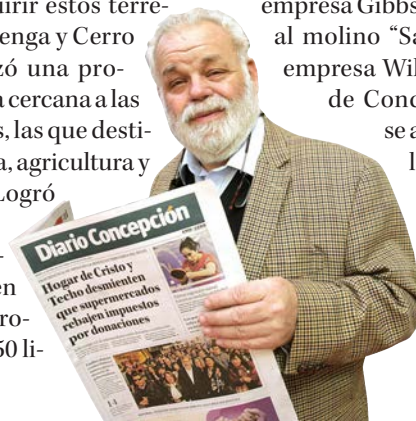 uirir estos terre-
enga y Cerro
zó una pro-
a cercana a las
s, las que desti-
a, agricultura y
Logró
en
ro-
50 li-
empresa Gibbs
al molino "Sa
empresa Wil
de Conc
se a
l
Diario Concepción
Hogar de Cristo y
Techo desmienten
que supermercados
rebajen impuestos
por donaciones